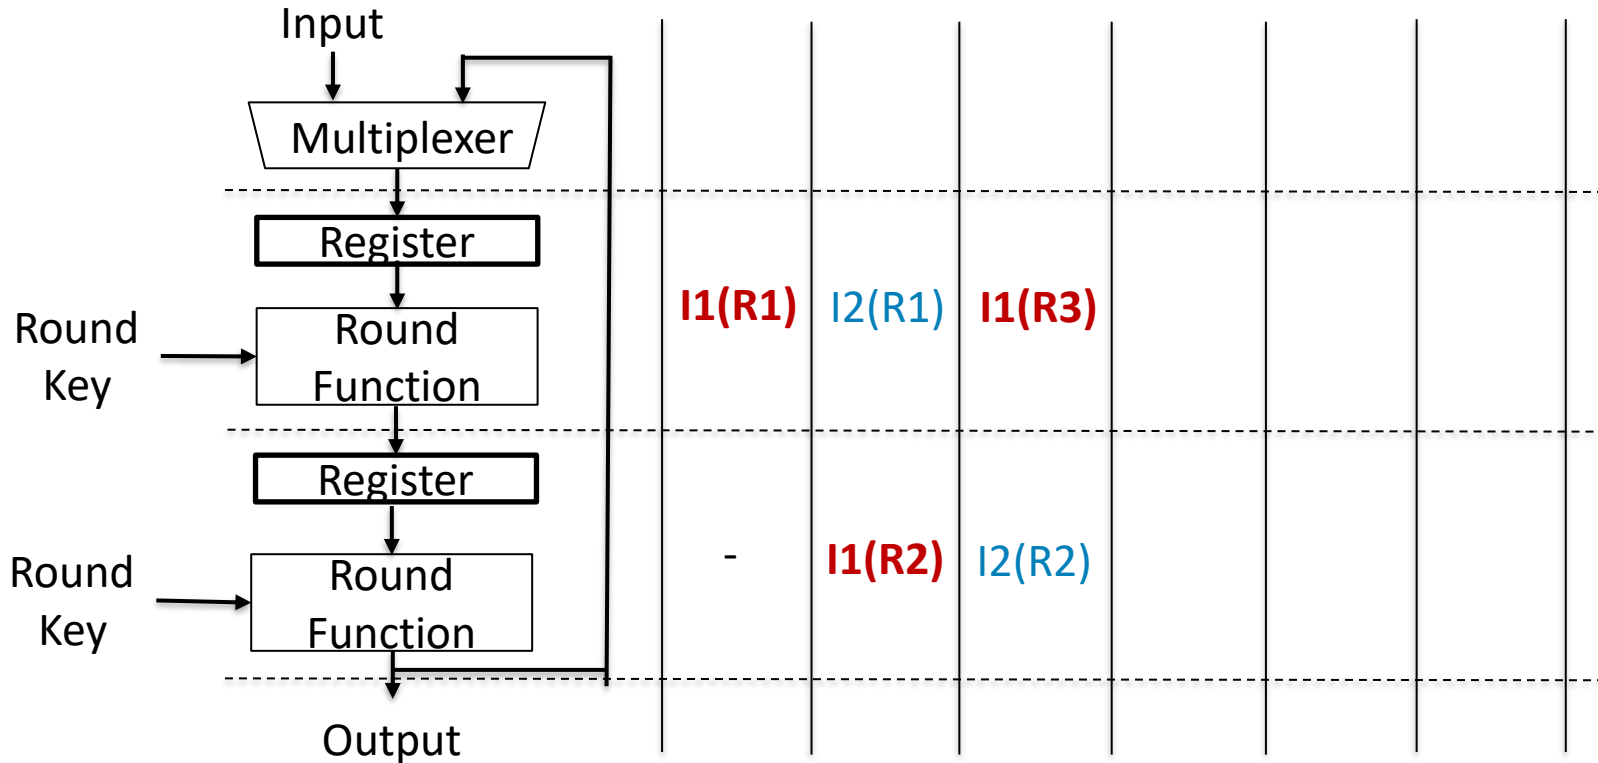 Input
Multiplexer
Register
I1(R1) I2(R1) I1(R3)
Round
Key
Round
Function
Register
- I1(R2) I2(R2)
Round
Key
Round
Function
Output